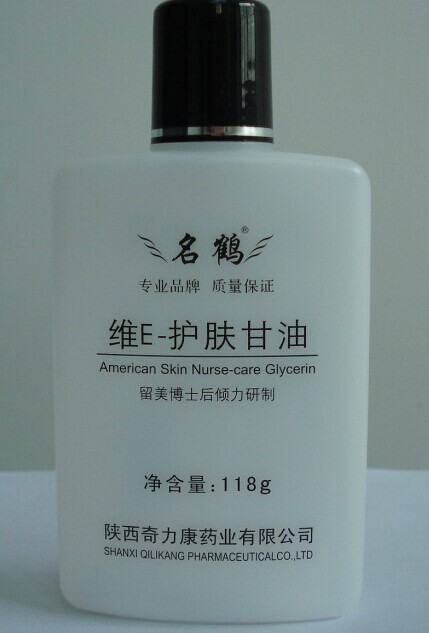 名鹤®
专业品牌 质量保证
维E-护肤甘油
American Skin Nurse-care Glycerin
留美博士后倾力研制
净含量:118g
陕西奇力康药业有限公司
SHANXI QILIKANG PHARMACEUTICALCO.,LTD